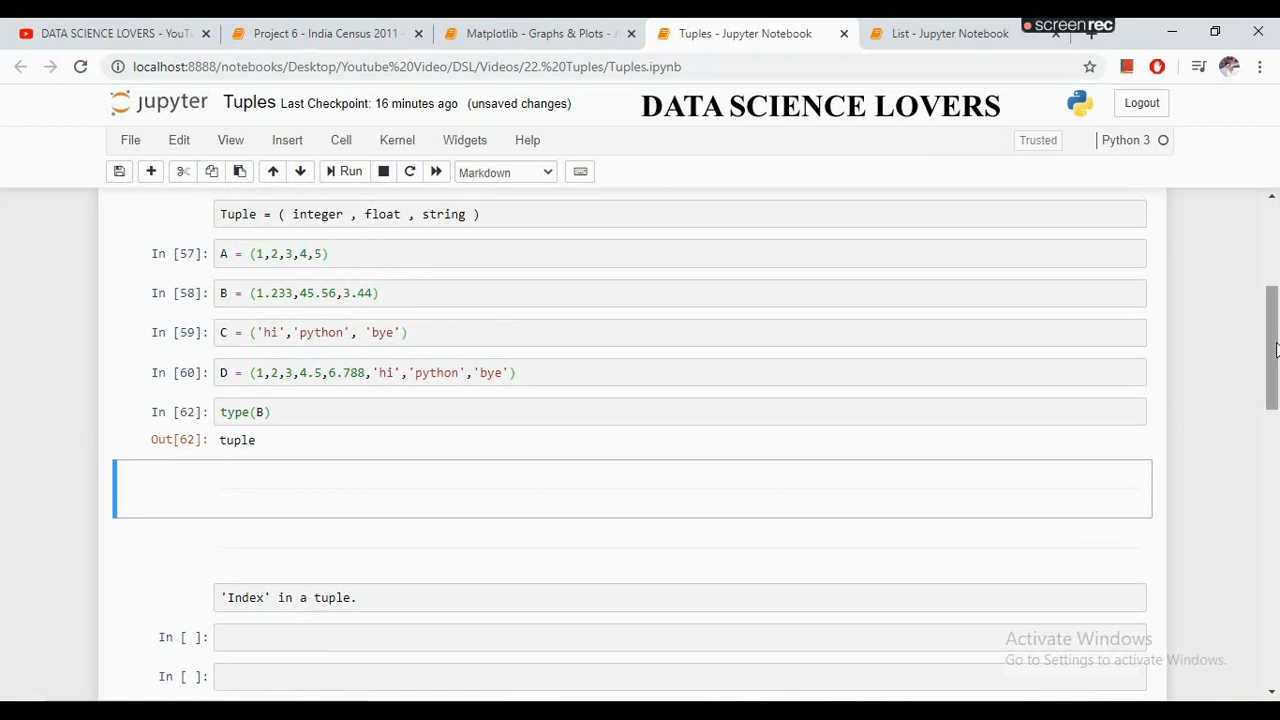 screenrec
DATA SCIENCE LOVERS - YouT
Project 6 - India Census 2011 -
Matplotlib - Graphs & Plots - J
Tuples - Jupyter Notebook
List - Jupyter Notebook
localhost:8888/notebooks/Desktop/Youtube%20Video/DSL/Videos/22.%20Tuples/Tuples.ipynb
jupyter Tuples Last Checkpoint: 16 minutes ago (unsaved changes)
DATA SCIENCE LOVERS
Logout
File Edit View Insert Cell Kernel Widgets Help
Trusted
Python 3
Run
Markdown
Tuple = ( integer , float , string )
In [57]: A = (1,2,3,4,5)
In [58]: B = (1.233,45.56,3.44)
In [59]: C = ('hi','python', 'bye')
In [60]: D = (1,2,3,4.5,6.788,'hi','python','bye')
In [62]: type(B)
Out[62]: tuple
'Index' in a tuple.
In [ ]:
In [ ]:
Activate Windows
Go to Settings to activate Windows.